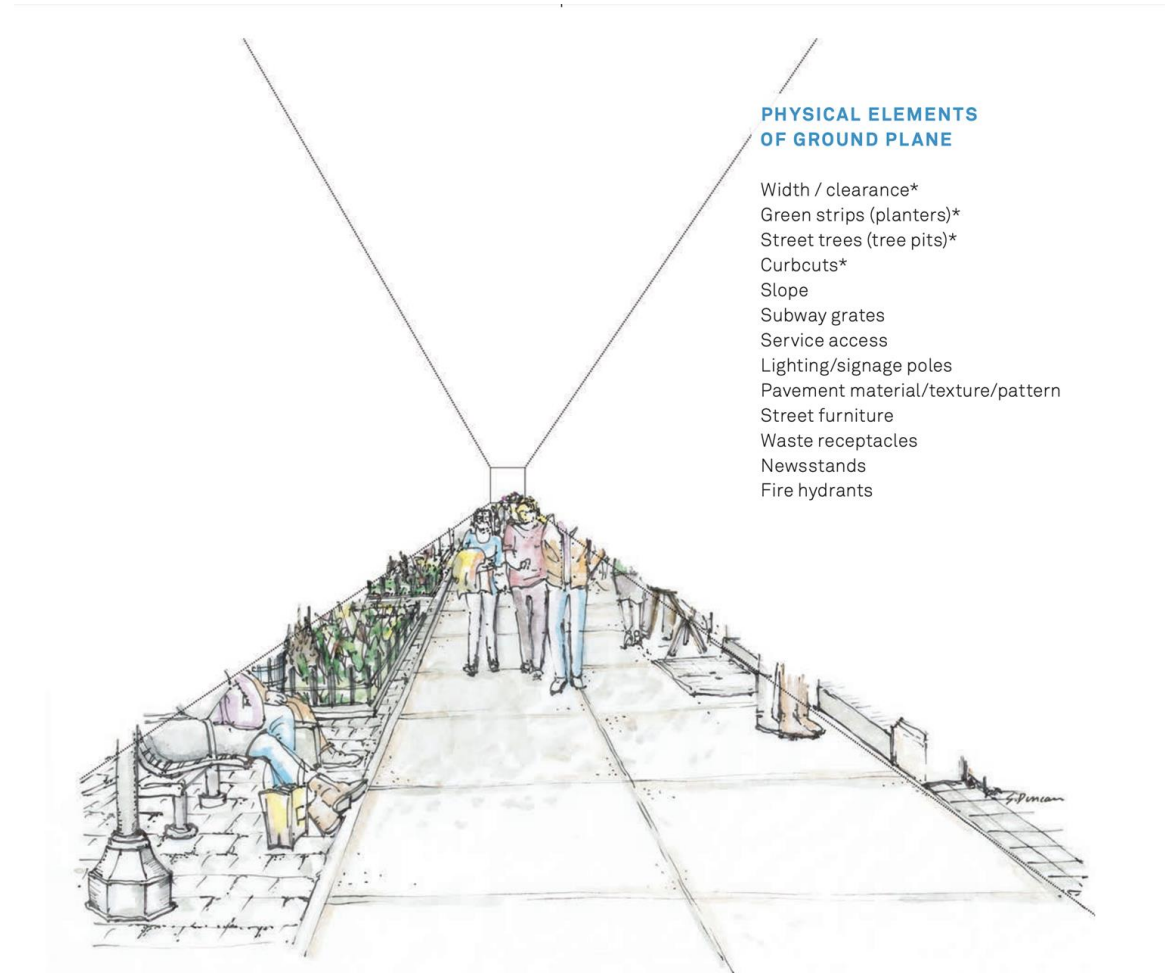 PHYSICAL ELEMENTS
OF GROUND PLANE
Width / clearance*
Green strips (planters)*
Street trees (tree pits)*
Curbcuts*
Slope
Subway grates
Service access
Lighting/signage poles
Pavement material/texture/pattern
Street furniture
Waste receptacles
Newsstands
Fire hydrants
S. Duncan